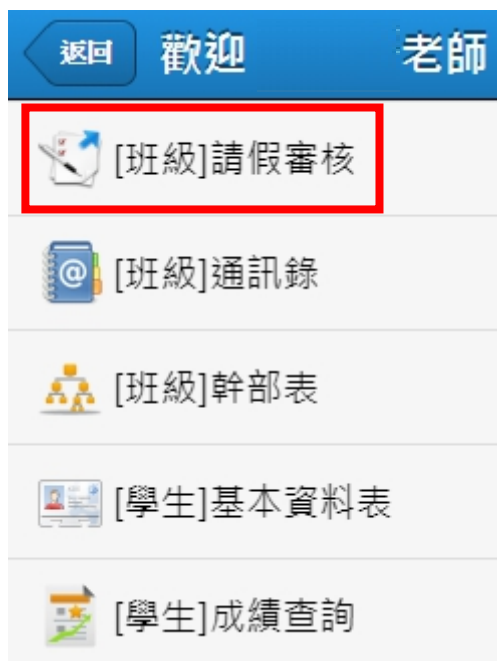 返回 歡迎 老師
[班級]請假審核
@ [班級]通訊錄
[班級]幹部表
[學生]基本資料表
[學生]成績查詢